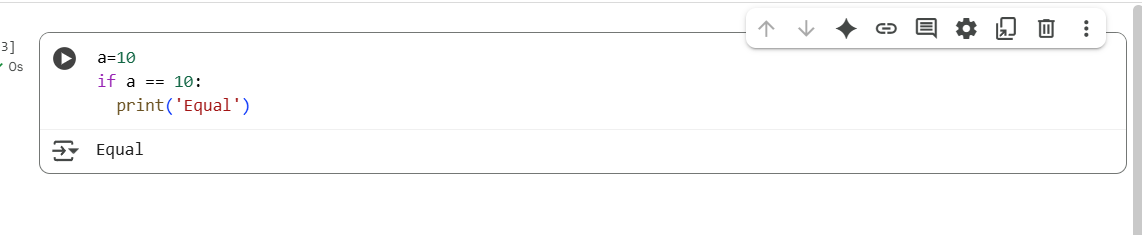 3]
0s
a=10
if a == 10:
  print('Equal')
Equal